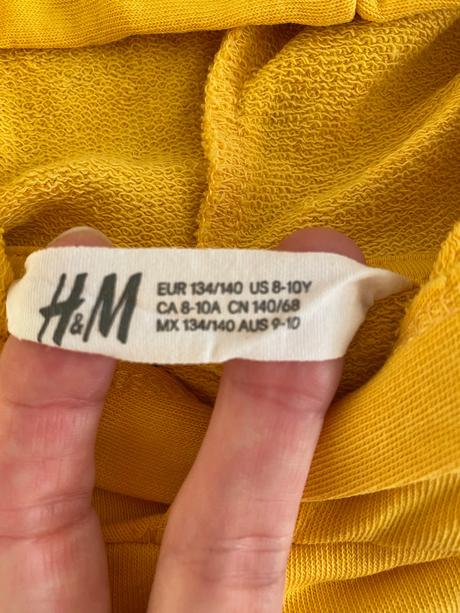 H&M
EUR 134/140 US 8-10Y
CA 8-10A CN 140/68
MX 134/140 AUS 9-10